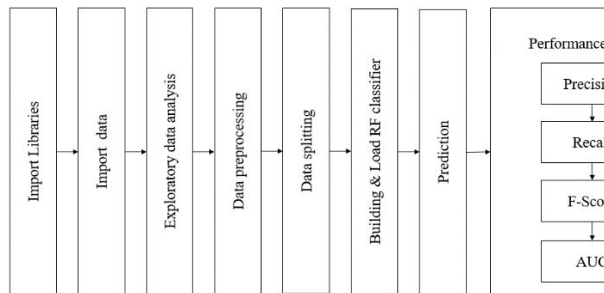 Import Libraries
Import data
Exploratory data analysis
Data preprocessing
Data splitting
Building & Load RF classifier
Prediction
Performance
Precisi
Recal
F-Sco
AUC